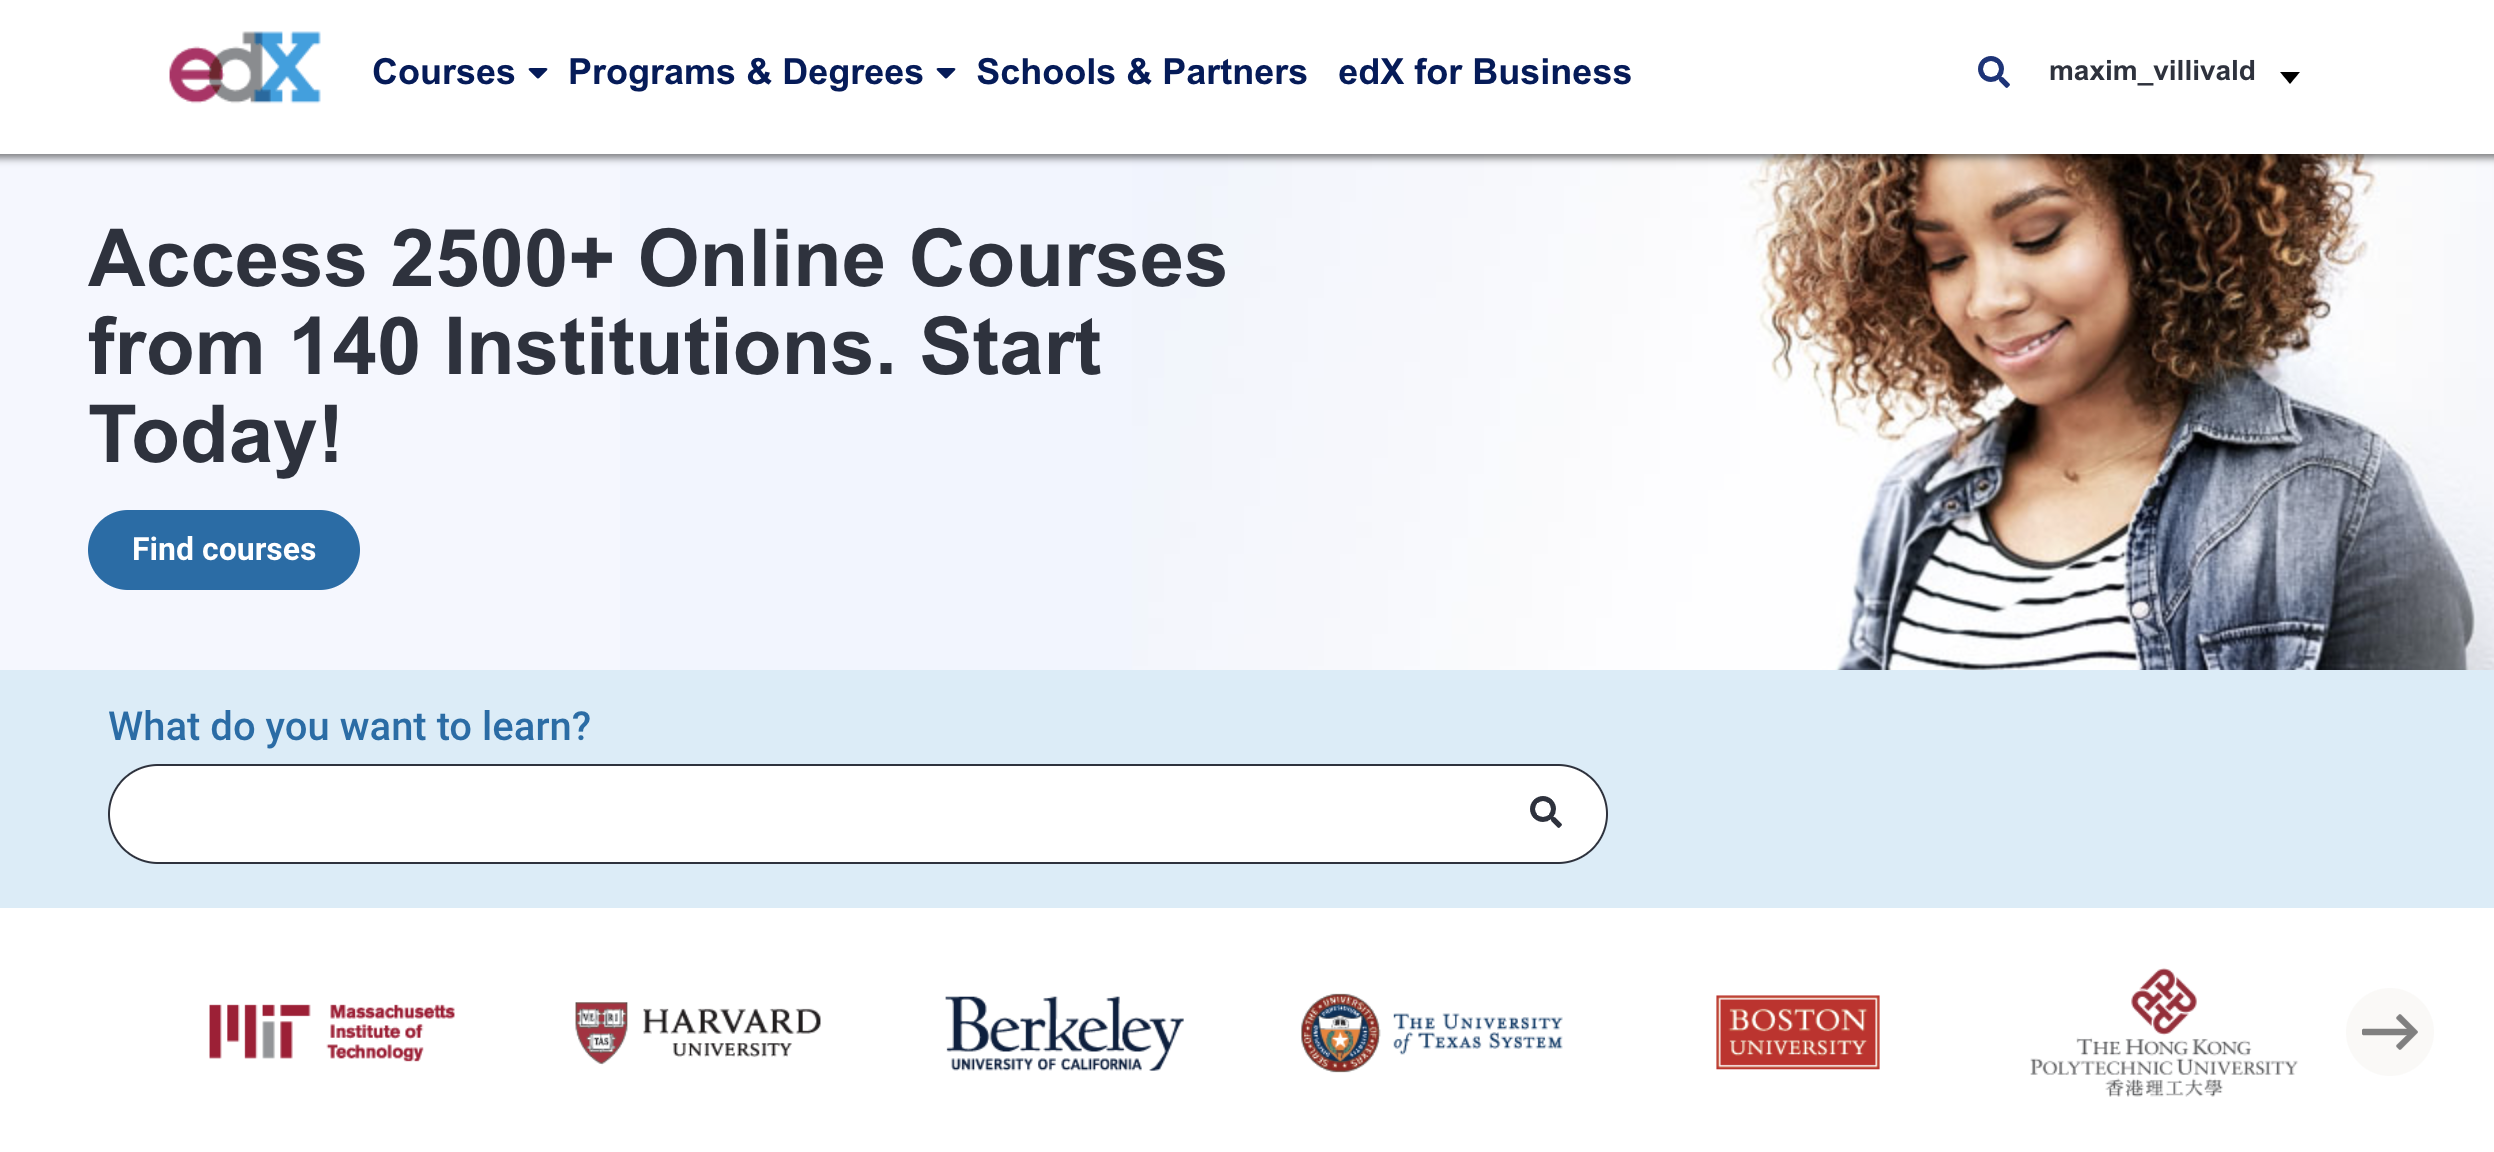 edX
Courses
Programs & Degrees
Schools & Partners
edX for Business
maxim_villivald
Access 2500+ Online Courses
from 140 Institutions. Start
Today!
Find courses
What do you want to learn?
MIT
Massachusetts
Institute of
Technology
VE RI
TAS
HARVARD
UNIVERSITY
Berkeley
UNIVERSITY OF CALIFORNIA
THE UNIVERSITY
of TEXAS SYSTEM
BOSTON
UNIVERSITY
THE HONG KONG
POLYTECHNIC UNIVERSITY
香港理工大學